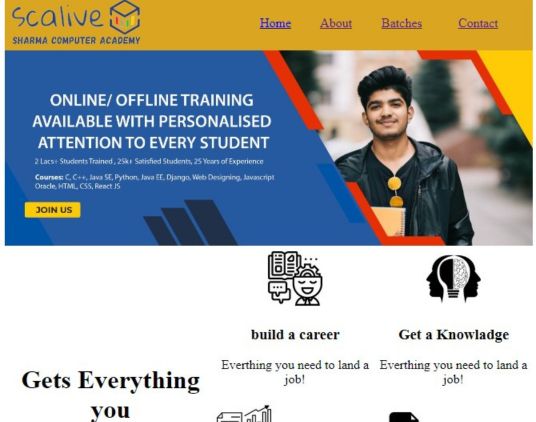 scalive
SHARMA COMPUTER ACADEMY
Home About Batches Contact
ONLINE/ OFFLINE TRAINING
AVAILABLE WITH PERSONALISED
ATTENTION TO EVERY STUDENT
2 Lacs+ Students Trained , 25k+ Satisfied Students, 25 Years of Experience
Courses: C, C++, Java SE, Python, Java EE, Django, Web Designing, Javascript
Oracle, HTML, CSS, React JS
JOIN US
build a career
Everthing you need to land a
job!
Get a Knowladge
Everthing you need to land a
job!
Gets Everything
you